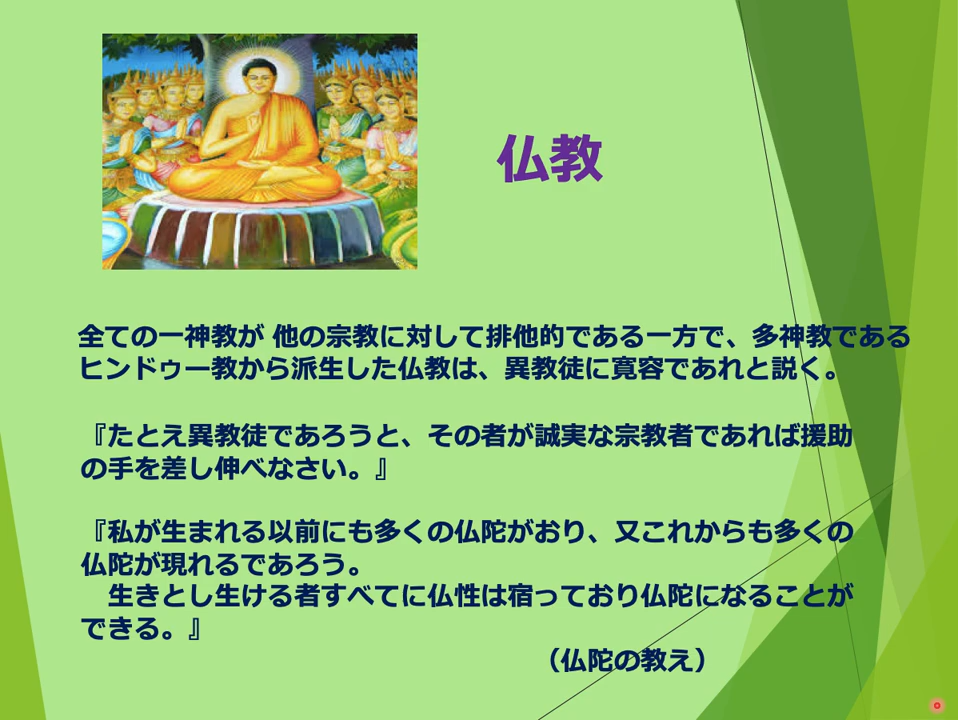 仏教
全ての一神教が 他の宗教に対して排他的である一方で、多神教である
ヒンドゥー教から派生した仏教は、異教徒に寛容であれと説く。
『たとえ異教徒であろうと、その者が誠実な宗教者であれば援助
の手を差し伸べなさい。』
『私が生まれる以前にも多くの仏陀がおり、又これからも多くの
仏陀が現れるであろう。
　生きとし生ける者すべてに仏性は宿っており仏陀になることが
できる。』
（仏陀の教え）